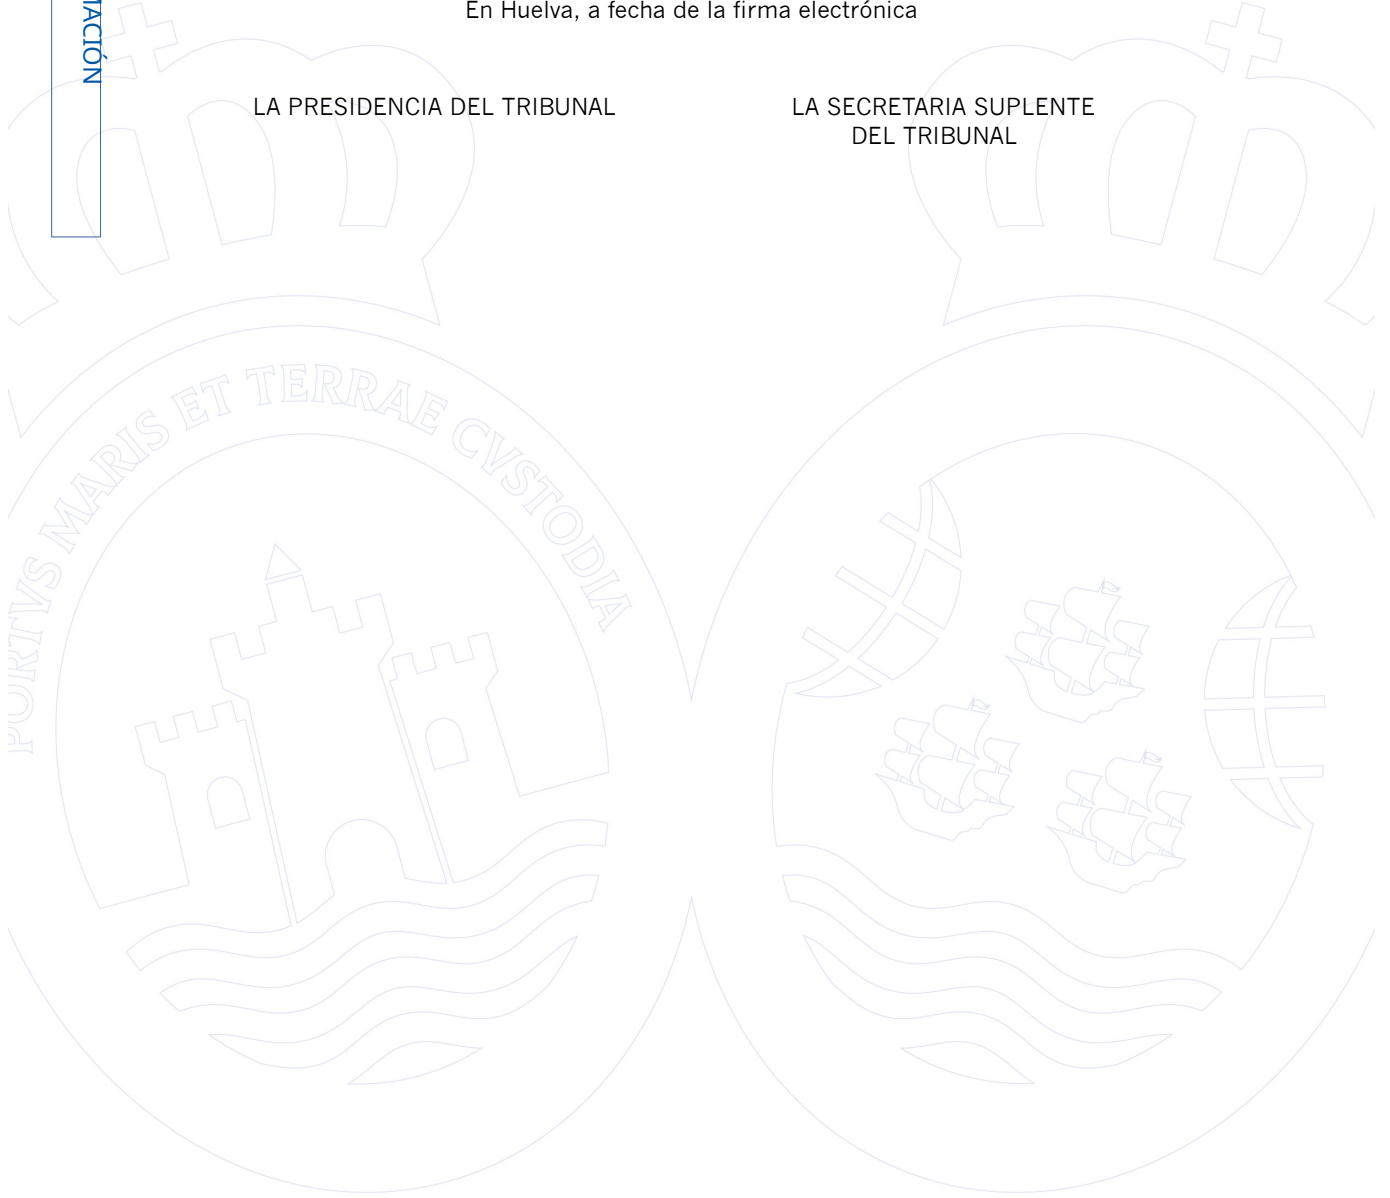 En Huelva, a fecha de la firma electrónica
LA PRESIDENCIA DEL TRIBUNAL
LA SECRETARIA SUPLENTE
DEL TRIBUNAL
PORTVS MARIS ET TERRAE CVSTODIA